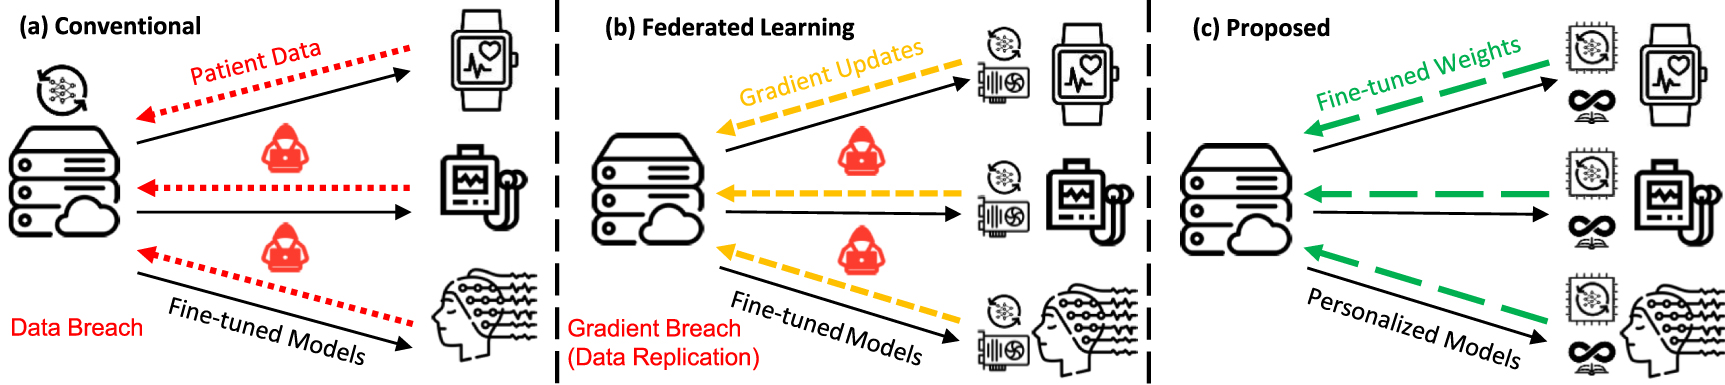 (a) Conventional
Patient Data
Data Breach
Fine-tuned Models
(b) Federated Learning
Gradient Updates
Gradient Breach
(Data Replication)
Fine-tuned Models
(c) Proposed
Fine-tuned Weights
Personalized Models